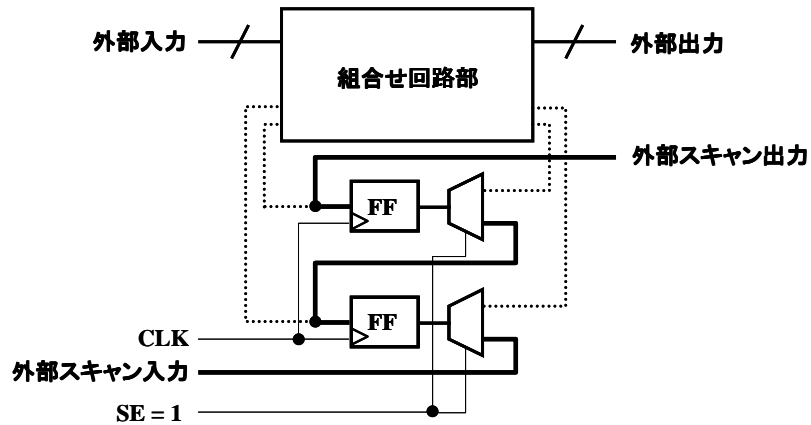 外部入力
外部出力
組合せ回路部
外部スキャン出力
FF
FF
CLK
外部スキャン入力
SE = 1